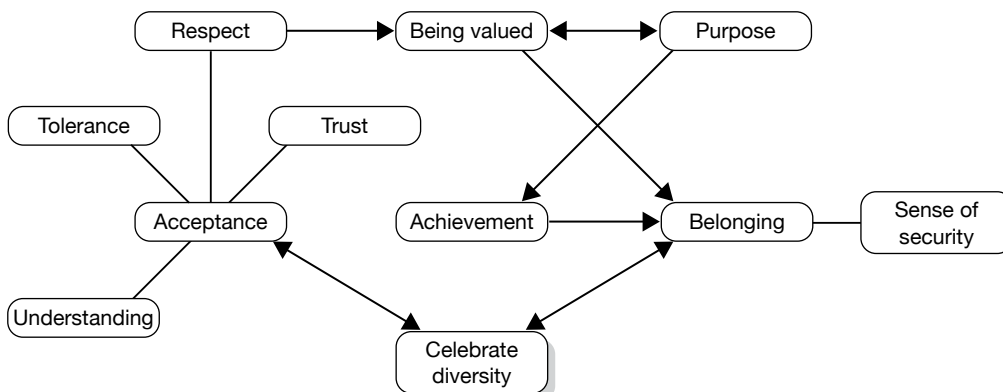 Respect
Being valued
Purpose
Tolerance
Trust
Acceptance
Achievement
Belonging
Sense of
security
Understanding
Celebrate
diversity